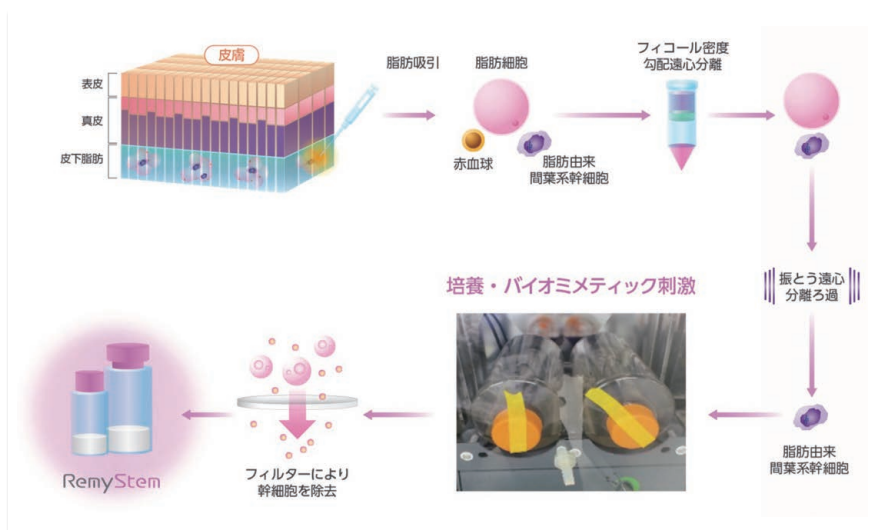 皮膚
表皮
真皮
皮下脂肪
脂肪吸引
脂肪細胞
赤血球
脂肪由来
間葉系幹細胞
フィコール密度
勾配遠心分離
振とう遠心
分離ろ過
脂肪由来
間葉系幹細胞
培養・バイオミメティック刺激
フィルターにより
幹細胞を除去
RemyStem